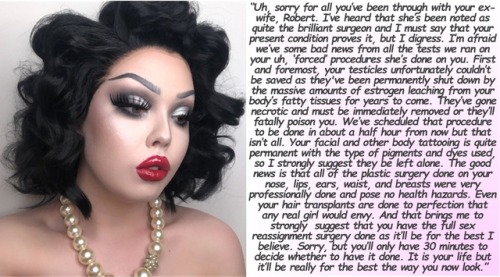 "Uh, sorry for all you've been through with your ex-
wife, Robert. I've heard that she's been noted as
quite the brilliant surgeon and I must say that your
present condition proves it, but I digress. I'm afraid
we've some bad news from all the tests we ran on
your uh, 'forced' procedures she's done on you. First
and foremost, your testicles unfortunately couldn't
be saved as they've been permanently shut down by
the massive amounts of estrogen leaching from your
body's fatty tissues for years to come. They've gone
necrotic and must be immediately removed or they'll
fatally poison you. We've scheduled that procedure
to be done in about a half hour from now but that
isn't all. Your facial and other body tattooing is quite
permanent with the type of pigments and dyes used,
so I strongly suggest they be left alone. The good
news is that all of the plastic surgery done on your
nose, lips, ears, waist, and breasts were very
professionally done and pose no health hazards. Even
your hair transplants are done to perfection that
any real girl would envy. And that brings me to
strongly suggest that you have the full sex
reassignment surgery done as it'll be for the best I
believe. Sorry, but you'll only have 30 minutes to
decide whether to have it done. It is your life but
it'll be really for the best the way you now look."